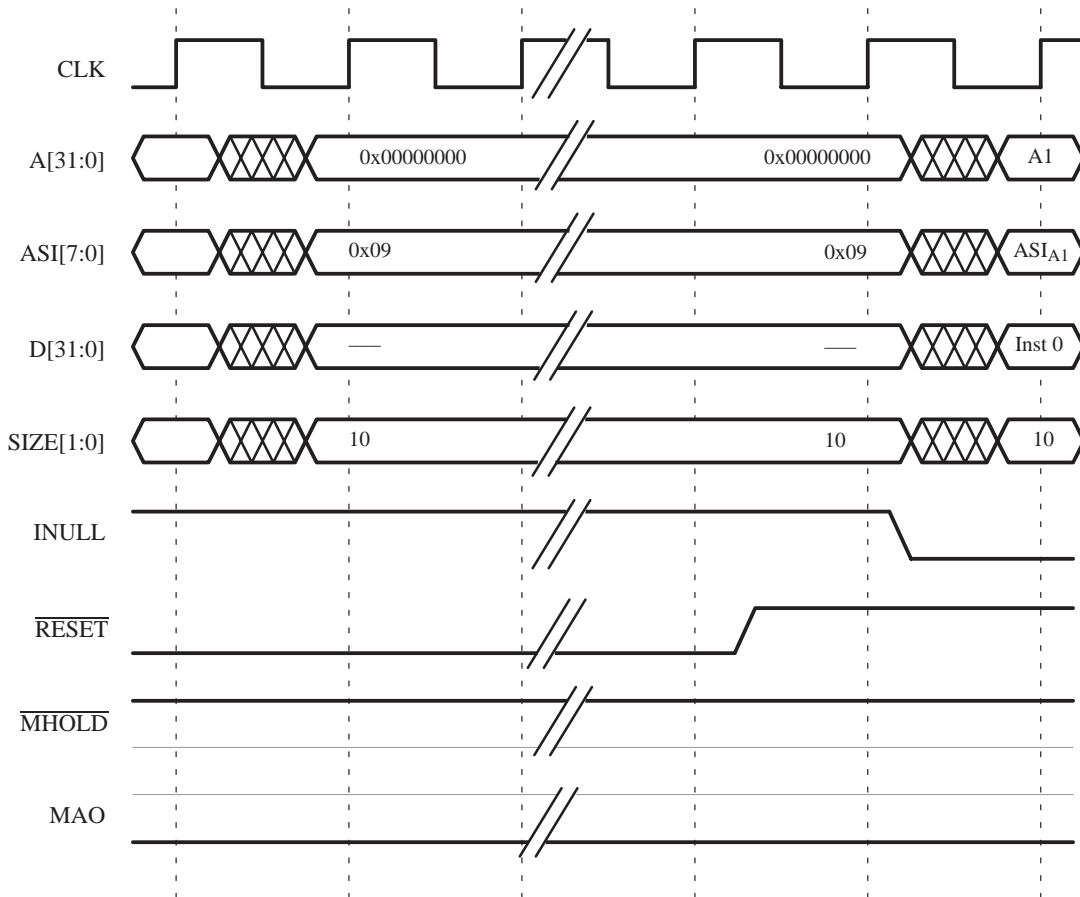 CLK
A[31:0] 0x00000000 0x00000000 A1
ASI[7:0] 0x09 0x09 ASIA1
D[31:0] — — Inst 0
SIZE[1:0] 10 10 10
INULL
RESET
MHOLD
MAO